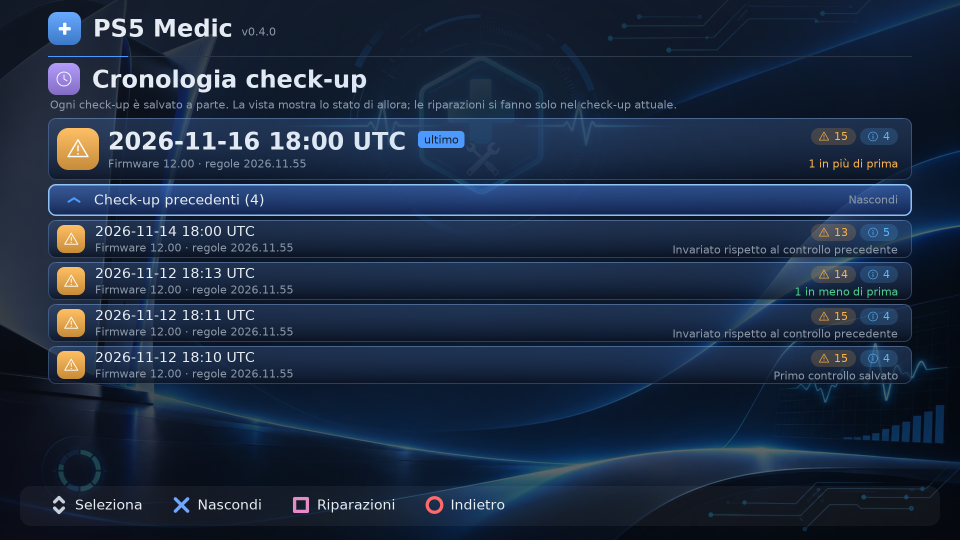 PS5 Medic v0.4.0
Cronologia check-up
Ogni check-up è salvato a parte. La vista mostra lo stato di allora; le riparazioni si fanno solo nel check-up attuale.
2026-11-16 18:00 UTC ultimo 15 4
Firmware 12.00 · regole 2026.11.55 1 in più di prima
Check-up precedenti (4) Nascondi
2026-11-14 18:00 UTC 13 5
Firmware 12.00 · regole 2026.11.55 Invariato rispetto al controllo precedente
2026-11-12 18:13 UTC 14 4
Firmware 12.00 · regole 2026.11.55 1 in meno di prima
2026-11-12 18:11 UTC 15 4
Firmware 12.00 · regole 2026.11.55 Invariato rispetto al controllo precedente
2026-11-12 18:10 UTC 15 4
Firmware 12.00 · regole 2026.11.55 Primo controllo salvato
Seleziona Nascondi Riparazioni Indietro